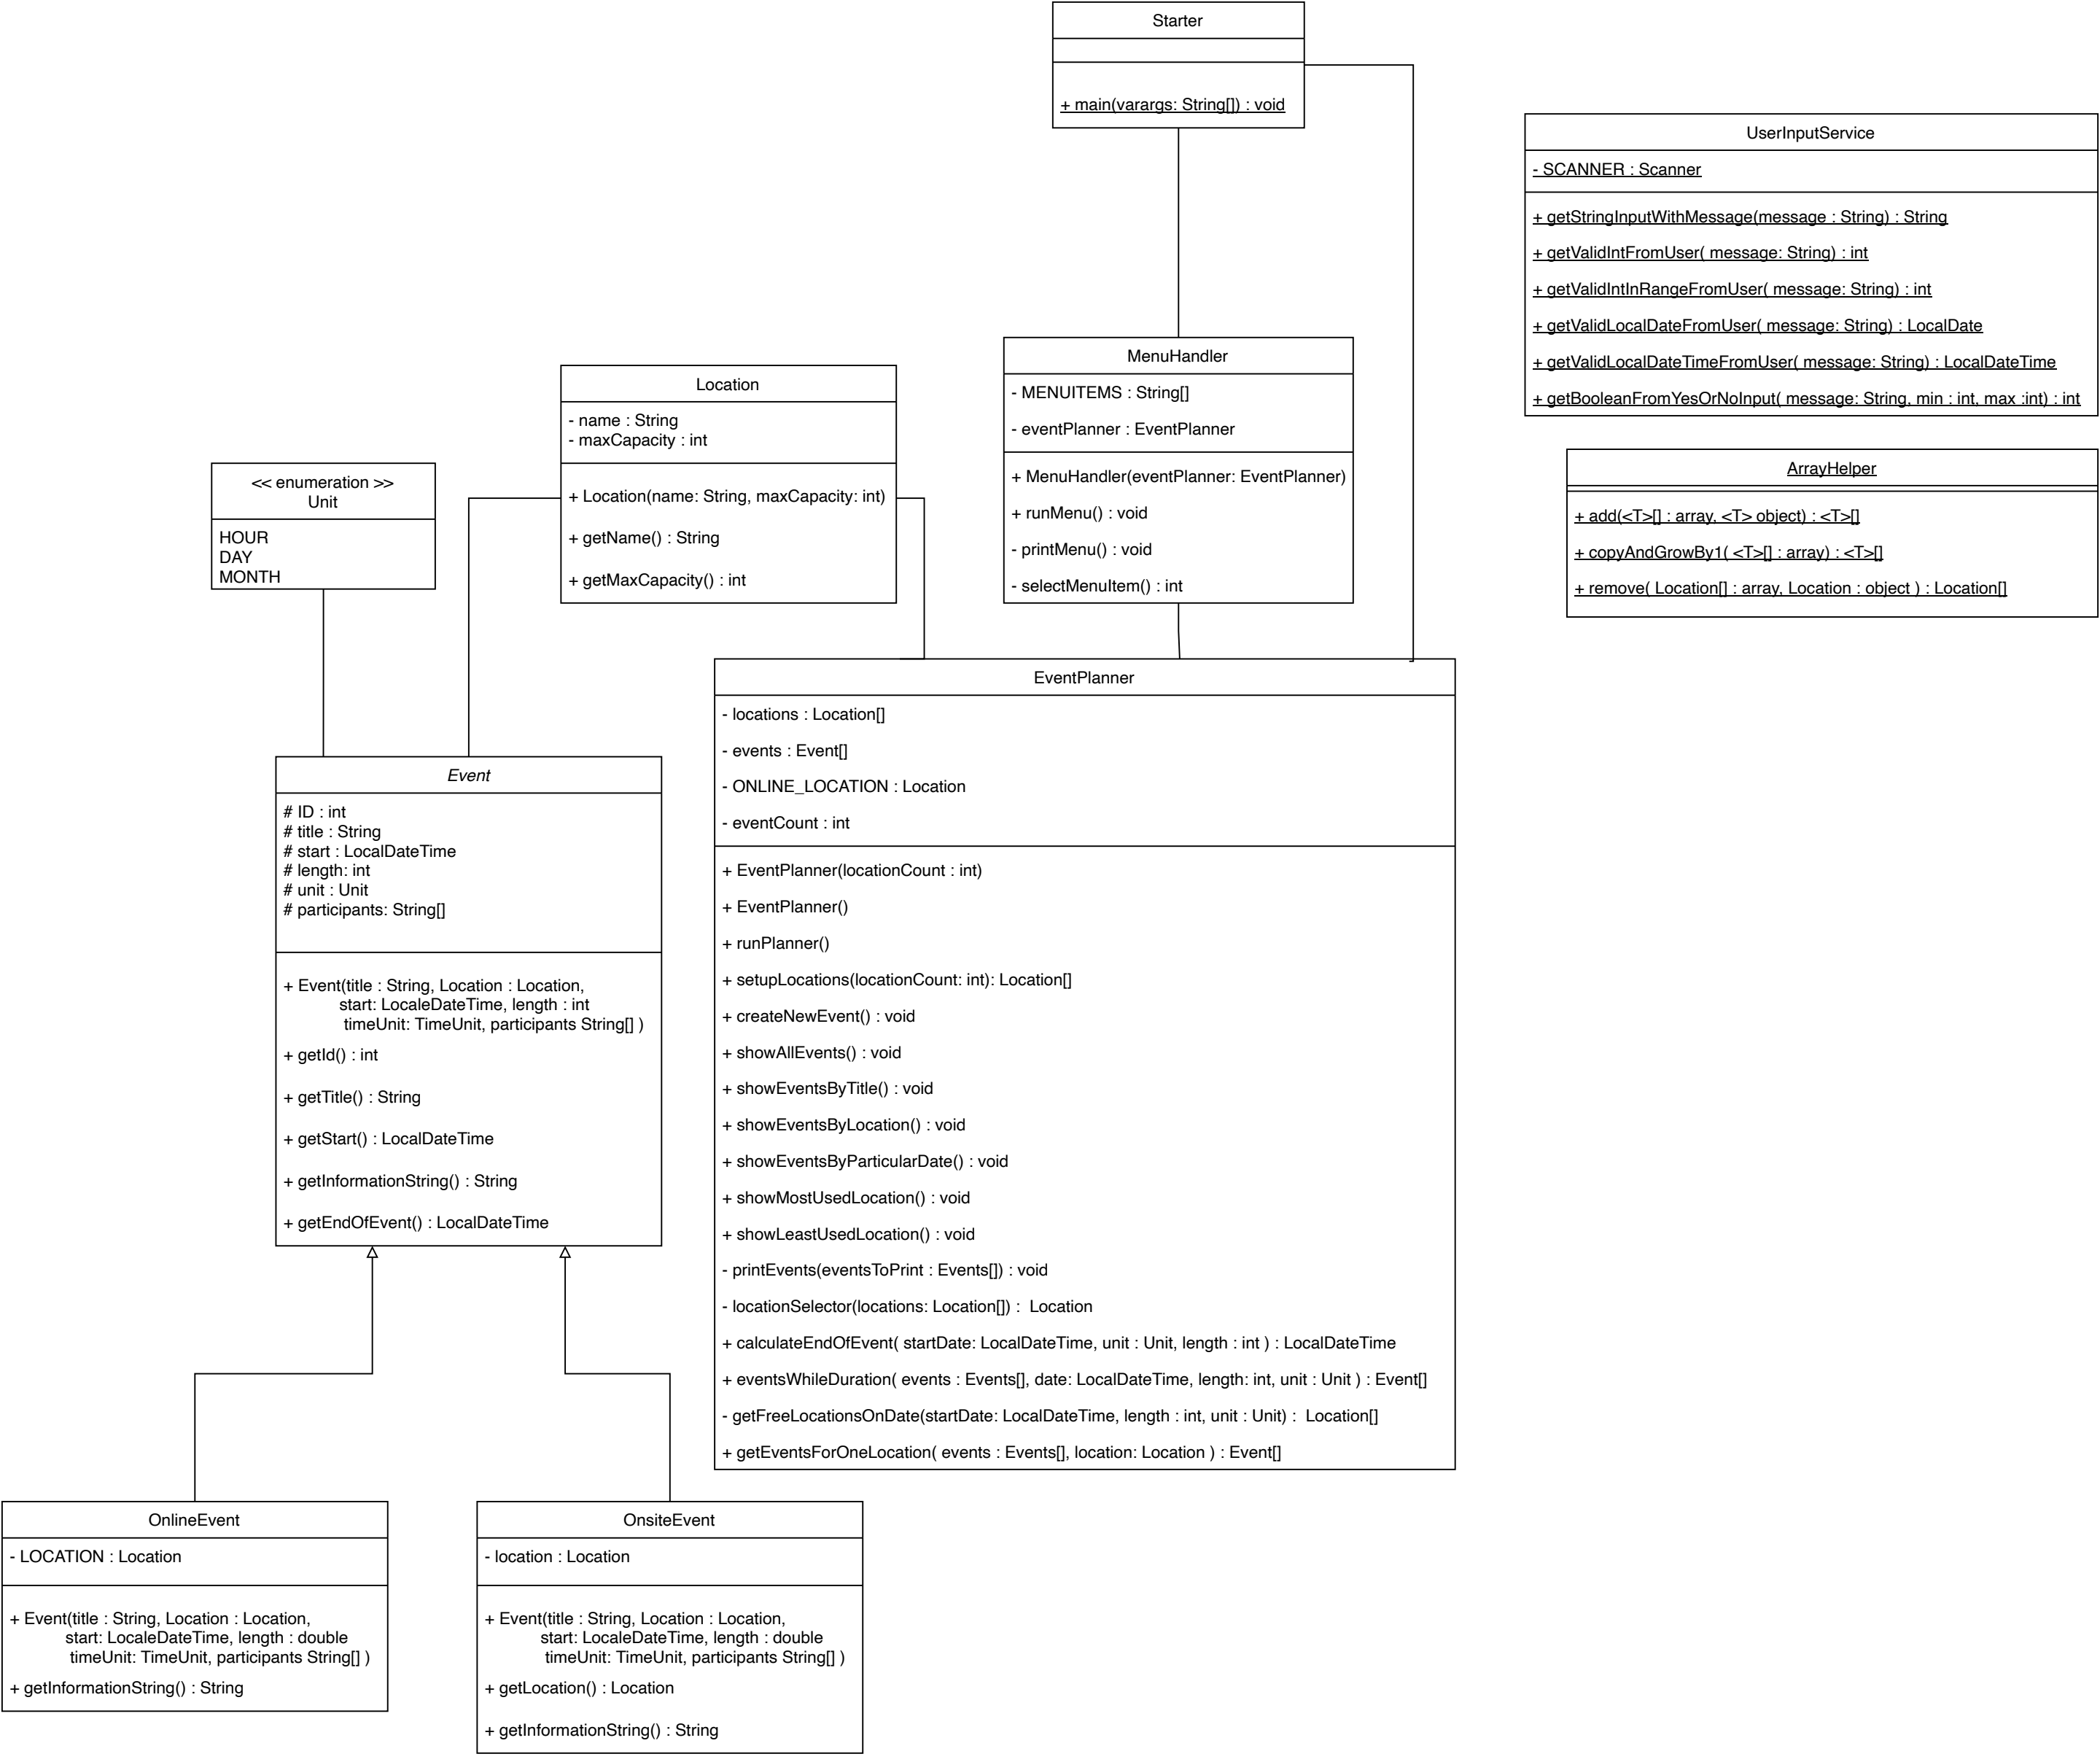 Starter
+ main(varargs: String[]) : void
UserInputService
- SCANNER : Scanner
+ getStringInputWithMessage(message : String) : String
+ getValidIntFromUser( message: String) : int
+ getValidIntInRangeFromUser( message: String) : int
+ getValidLocalDateFromUser( message: String) : LocalDate
+ getValidLocalDateTimeFromUser( message: String) : LocalDateTime
+ getBooleanFromYesOrNoInput( message: String, min : int, max :int) : int
MenuHandler
- MENUITEMS : String[]
- eventPlanner : EventPlanner
+ MenuHandler(eventPlanner: EventPlanner)
+ runMenu() : void
- printMenu() : void
- selectMenuItem() : int
Location
- name : String
- maxCapacity : int
+ Location(name: String, maxCapacity: int)
+ getName() : String
+ getMaxCapacity() : int
<< enumeration >>
Unit
HOUR
DAY
MONTH
ArrayHelper
+ add(<T>[] : array, <T> object) : <T>[]
+ copyAndGrowBy1( <T>[] : array) : <T>[]
+ remove( Location[] : array, Location : object ) : Location[]
EventPlanner
- locations : Location[]
- events : Event[]
- ONLINE_LOCATION : Location
- eventCount : int
+ EventPlanner(locationCount : int)
+ EventPlanner()
+ runPlanner()
+ setupLocations(locationCount: int): Location[]
+ createNewEvent() : void
+ showAllEvents() : void
+ showEventsByTitle() : void
+ showEventsByLocation() : void
+ showEventsByParticularDate() : void
+ showMostUsedLocation() : void
+ showLeastUsedLocation() : void
- printEvents(eventsToPrint : Events[]) : void
- locationSelector(locations: Location[]) : Location
+ calculateEndOfEvent( startDate: LocalDateTime, unit : Unit, length : int ) : LocalDateTime
+ eventsWhileDuration( events : Events[], date: LocalDateTime, length: int, unit : Unit ) : Event[]
- getFreeLocationsOnDate(startDate: LocalDateTime, length : int, unit : Unit) : Location[]
+ getEventsForOneLocation( events : Events[], location: Location ) : Event[]
Event
# ID : int
# title : String
# start : LocalDateTime
# length: int
# unit : Unit
# participants: String[]
+ Event(title : String, Location : Location,
start: LocaleDateTime, length : int
timeUnit: TimeUnit, participants String[] )
+ getId() : int
+ getTitle() : String
+ getStart() : LocalDateTime
+ getInformationString() : String
+ getEndOfEvent() : LocalDateTime
OnlineEvent
- LOCATION : Location
+ Event(title : String, Location : Location,
start: LocaleDateTime, length : double
timeUnit: TimeUnit, participants String[] )
+ getInformationString() : String
OnsiteEvent
- location : Location
+ Event(title : String, Location : Location,
start: LocaleDateTime, length : double
timeUnit: TimeUnit, participants String[] )
+ getLocation() : Location
+ getInformationString() : String